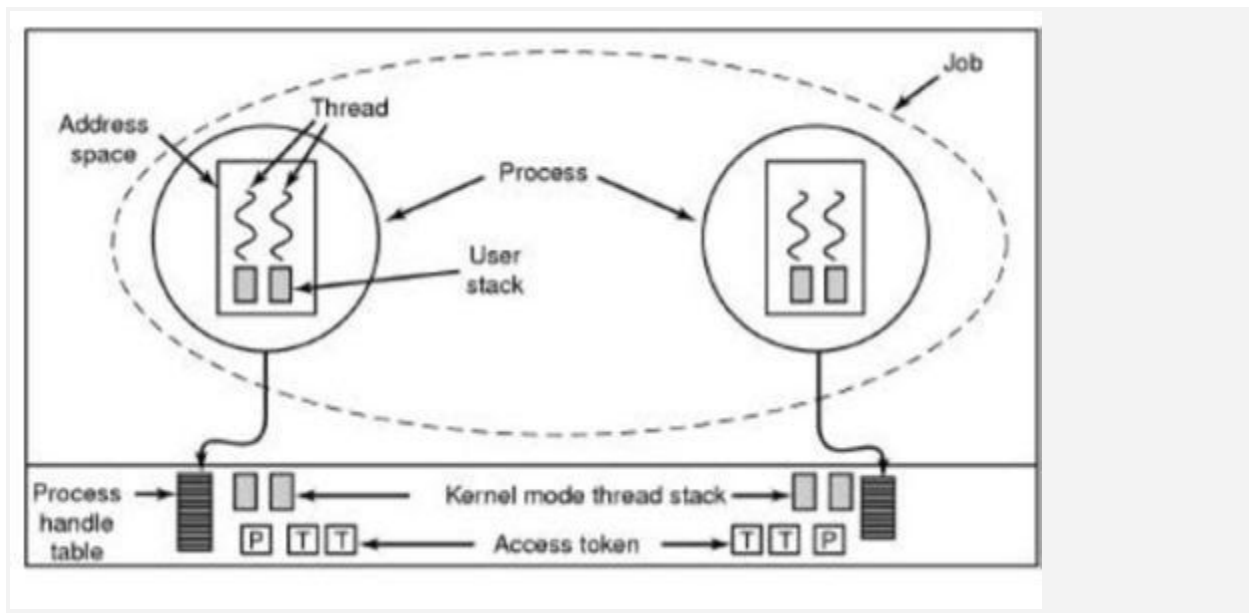 Job
Thread
Address
space
Process
User
stack
Process
handle
table
Kernel mode thread stack
P T T
Access token
T T P